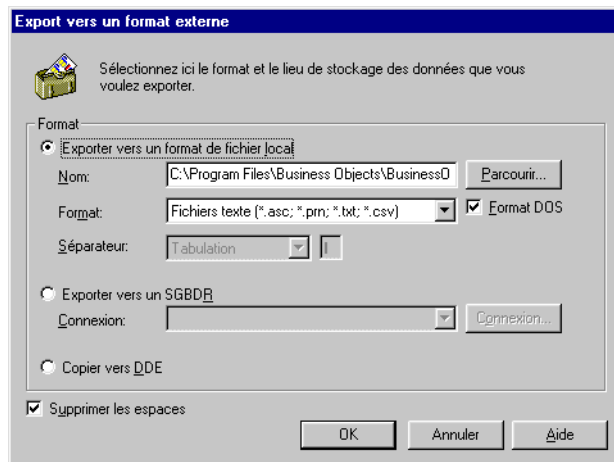 Export vers un format externe
Sélectionnez ici le format et le lieu de stockage des données que vous
voulez exporter.
Format
Exporter vers un format de fichier local
Nom: C:\Program Files\Business Objects\BusinessO Parcourir...
Format: Fichiers texte (*.asc; *.prn; *.txt; *.csv) Format DOS
Séparateur: Tabulation
Exporter vers un SGBDR
Connexion: Connexion...
Copier vers DDE
Supprimer les espaces
OK Annuler Aide